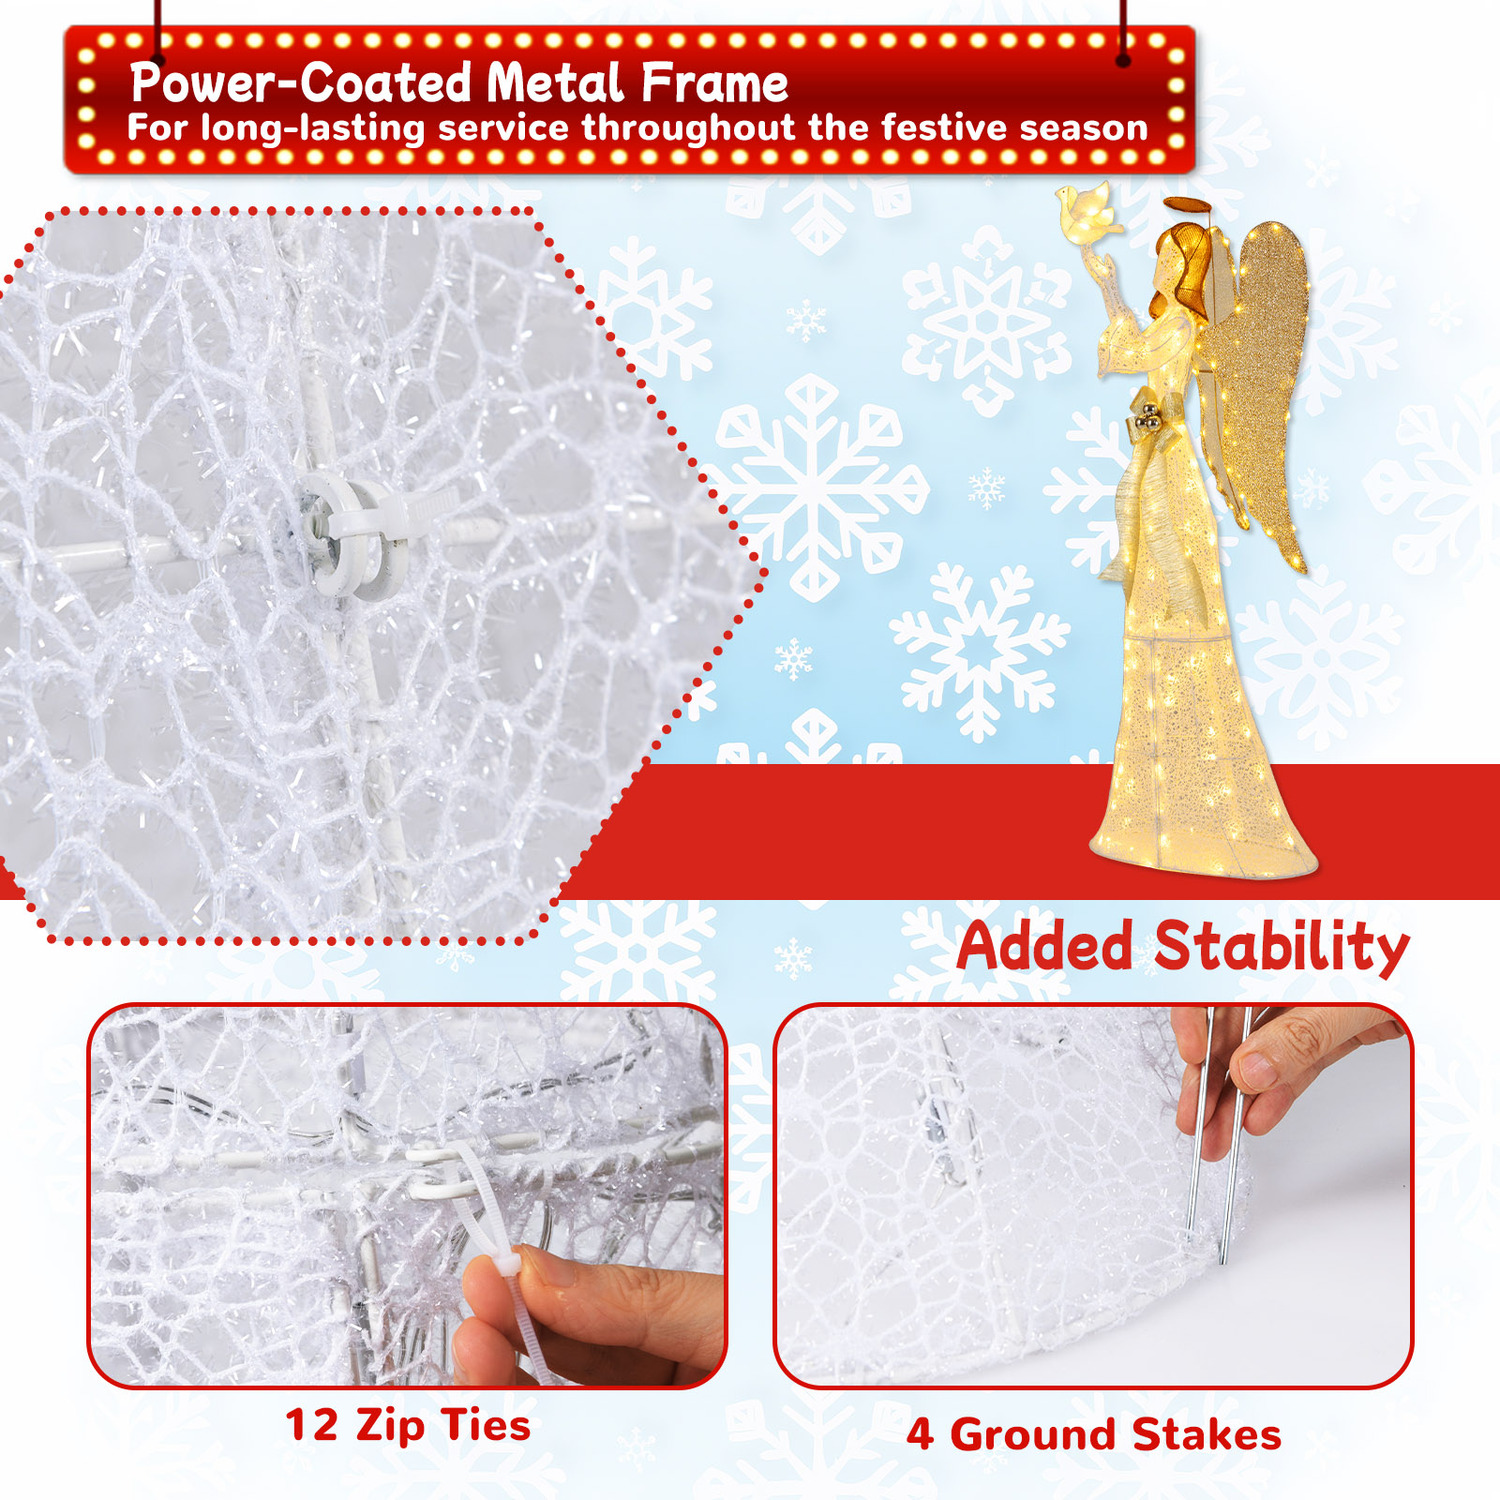 Power-Coated Metal Frame
For long-lasting service throughout the festive season
Added Stability
12 Zip Ties
4 Ground Stakes